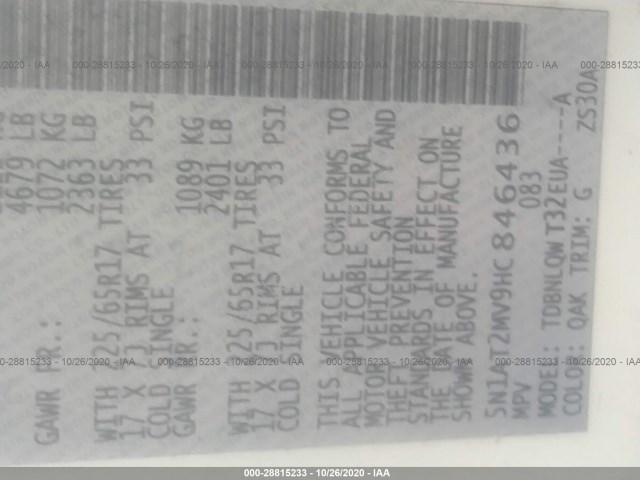 4679 LB
1072 KG
GAWR RR.: 2363 LB
WITH 225/65R17 TIRES
17 X 7J RIMS AT 33 PSI
COLD SINGLE
GAWR RR.: 1089 KG
2401 LB
WITH 225/65R17 TIRES
17 X 7J RIMS AT 33 PSI
COLD SINGLE
THIS VEHICLE CONFORMS TO
ALL APPLICABLE FEDERAL
MOTOR VEHICLE SAFETY AND
THEFT PREVENTION
STANDARDS IN EFFECT ON
THE DATE OF MANUFACTURE
SHOWN ABOVE.
5N1AT2MV9HC846436
MPV 083
MODEL: TDBNLQWT32EUA----A
COLOR: QAK TRIM: G ZS30A
000-28815233 - 10/26/2020 - IAA